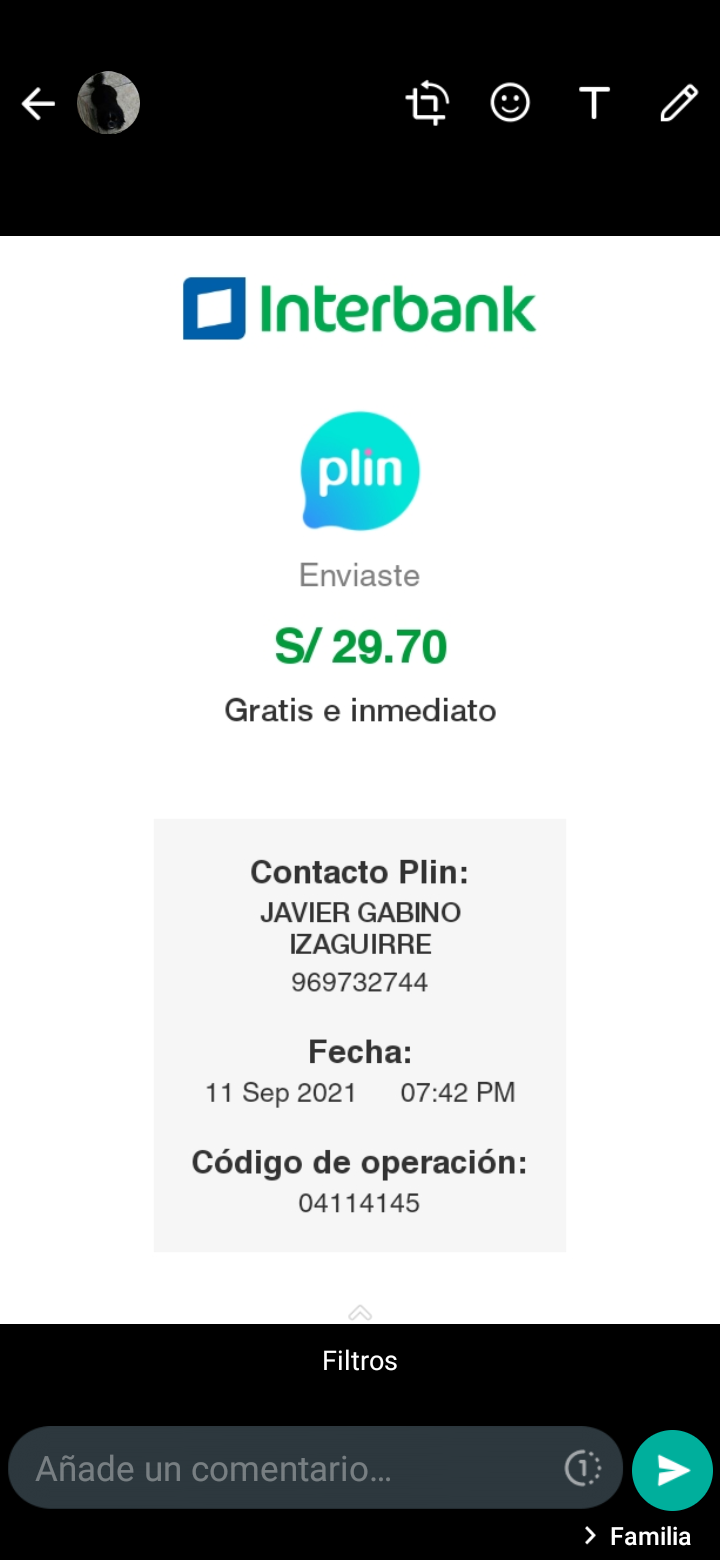 Interbank
plin
Enviaste
S/ 29.70
Gratis e inmediato
Contacto Plin:
JAVIER GABINO
IZAGUIRRE
969732744
Fecha:
11 Sep 2021 07:42 PM
Código de operación:
04114145
Filtros
Añade un comentario...
1
Familia